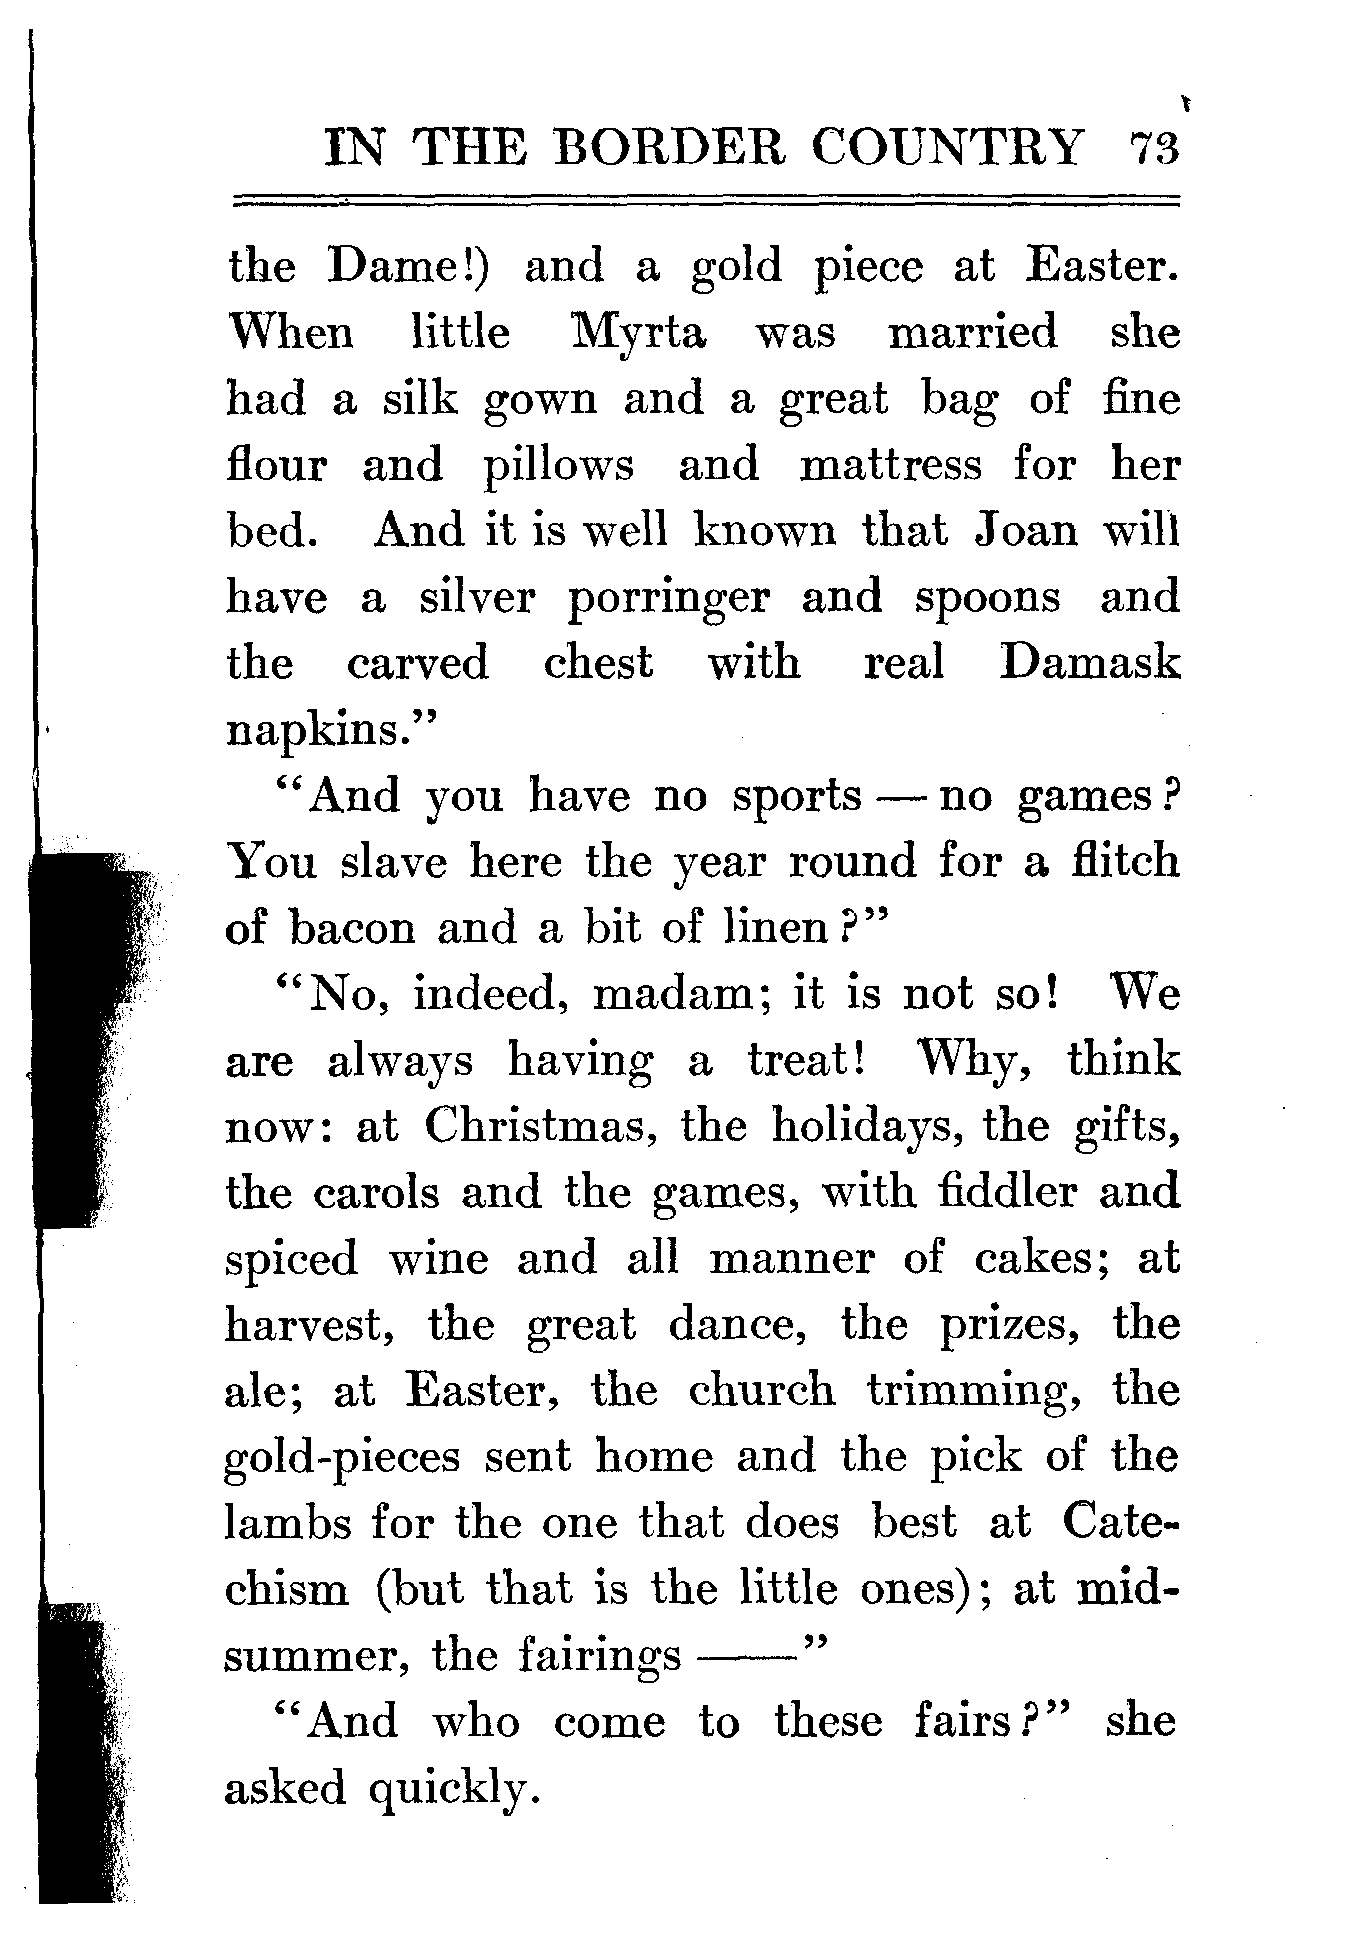 IN THE BORDER COUNTRY 73
the Dame!) and a gold piece at Easter.
When little Myrta was married she
had a silk gown and a great bag of fine
flour and pillows and mattress for her
bed. And it is well known that Joan will
have a silver porringer and spoons and
the carved chest with real Damask
napkins."
"And you have no sports — no games?
You slave here the year round for a flitch
of bacon and a bit of linen?"
"No, indeed, madam; it is not so! We
are always having a treat! Why, think
now: at Christmas, the holidays, the gifts,
the carols and the games, with fiddler and
spiced wine and all manner of cakes; at
harvest, the great dance, the prizes, the
ale; at Easter, the church trimming, the
gold-pieces sent home and the pick of the
lambs for the one that does best at Cate-
chism (but that is the little ones); at mid-
summer, the fairings ——"
"And who come to these fairs?" she
asked quickly.